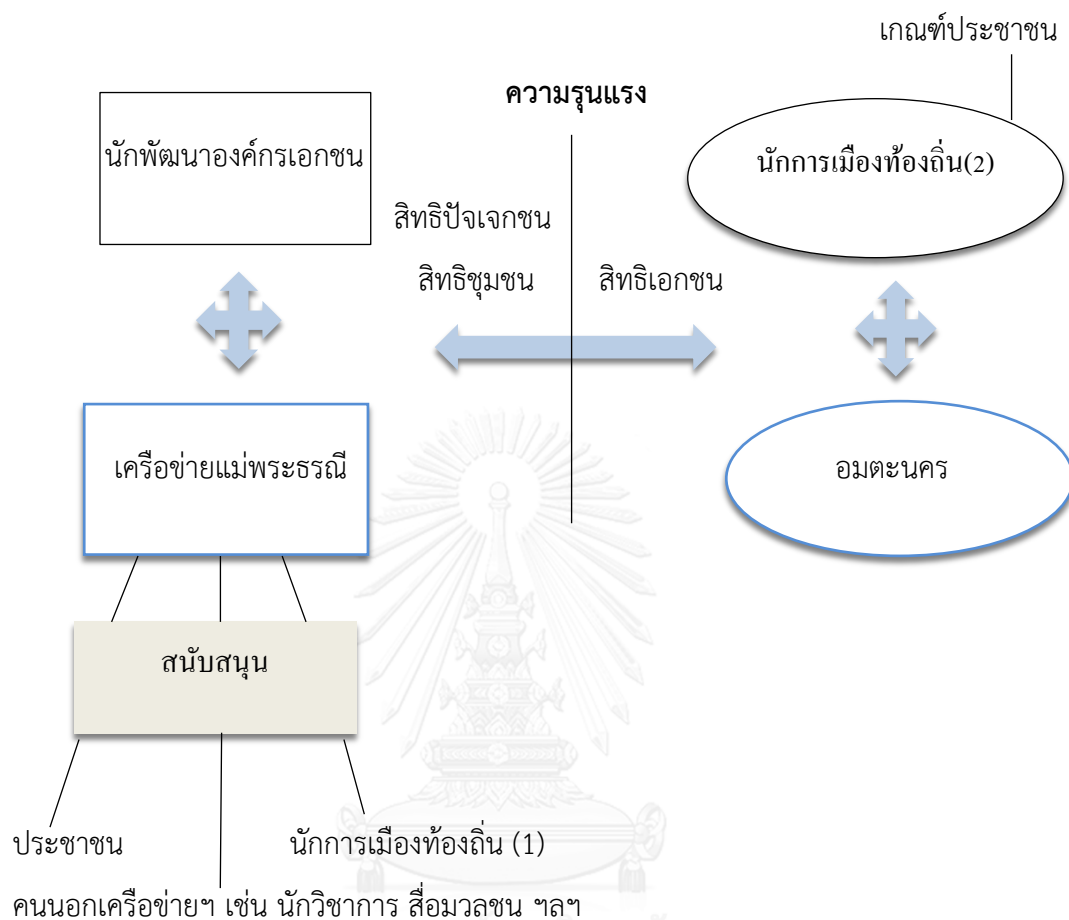 เกณฑ์ประชาชน
ความรุนแรง
นักพัฒนาองค์กรเอกชน
นักการเมืองท้องถิ่น(2)
สิทธิปัจเจกชน
สิทธิชุมชน
สิทธิเอกชน
เครือข่ายแม่พระธรณี
อมตะนคร
สนับสนุน
ประชาชน
นักการเมืองท้องถิ่น (1)
คนนอกเครือข่ายฯ เช่น นักวิชาการ สื่อมวลชน ฯลฯ